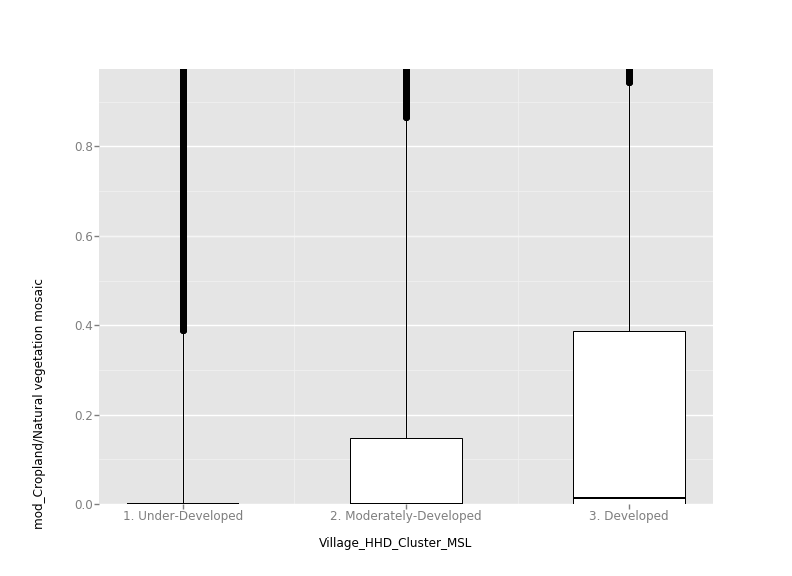 mod_Cropland/Natural vegetation mosaic
0.8
0.6
0.4
0.2
0.0
1. Under-Developed
2. Moderately-Developed
3. Developed
Village_HHD_Cluster_MSL